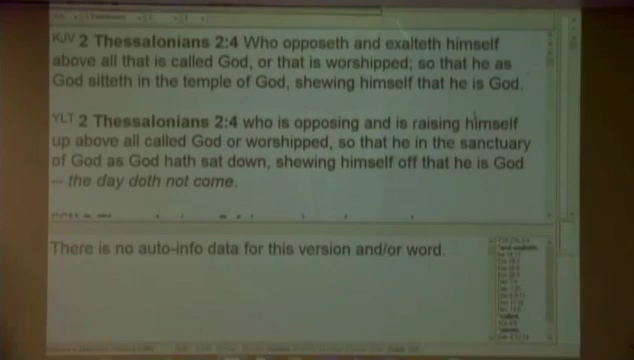 KJV 2 Thessalonians 2:4 Who opposeth and exalteth himself
above all that is called God, or that is worshipped; so that he as
God sitteth in the temple of God, shewing himself that he is God.
YLT 2 Thessalonians 2:4 who is opposing and is raising himself
up above all called God or worshipped, so that he in the sanctuary
of God as God hath sat down, shewing himself off that he is God
— the day doth not come.
There is no auto-info data for this version and/or word.